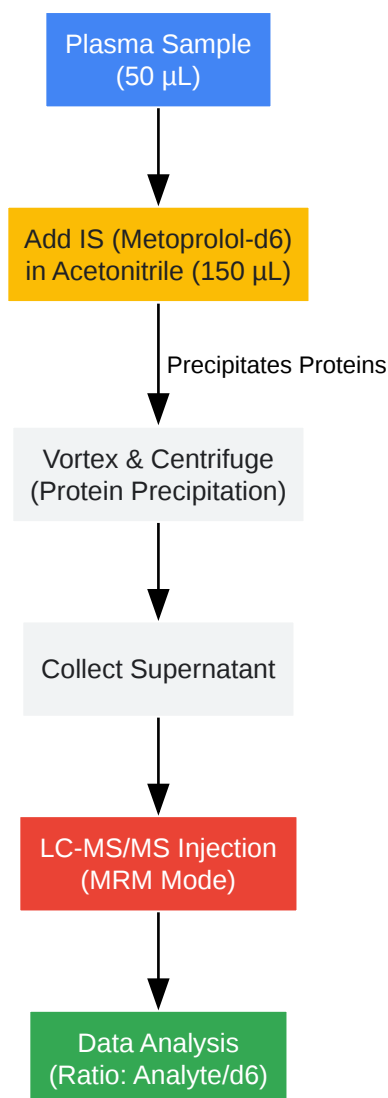 Plasma Sample
(50 µL)
Add IS (Metoprolol-d6)
in Acetonitrile (150 µL)
Precipitates Proteins
Vortex & Centrifuge
(Protein Precipitation)
Collect Supernatant
LC-MS/MS Injection
(MRM Mode)
Data Analysis
(Ratio: Analyte/d6)